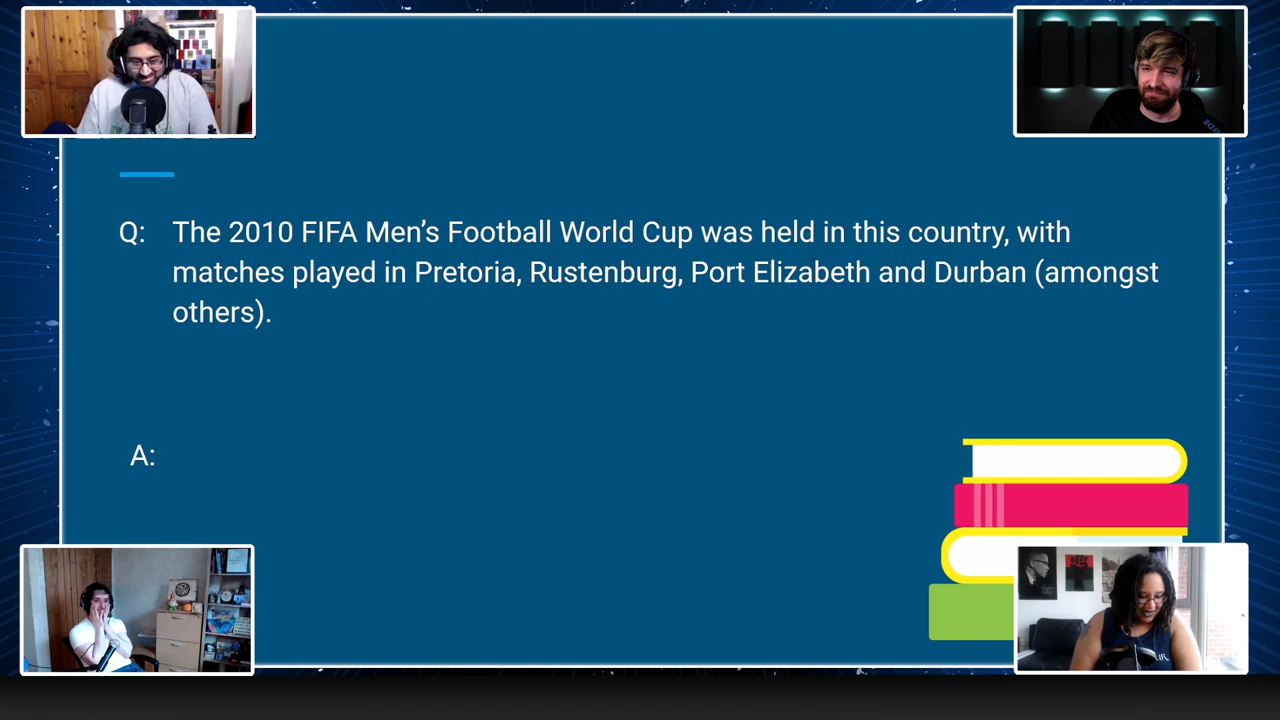 Q: The 2010 FIFA Men’s Football World Cup was held in this country, with
matches played in Pretoria, Rustenburg, Port Elizabeth and Durban (amongst
others).
A: